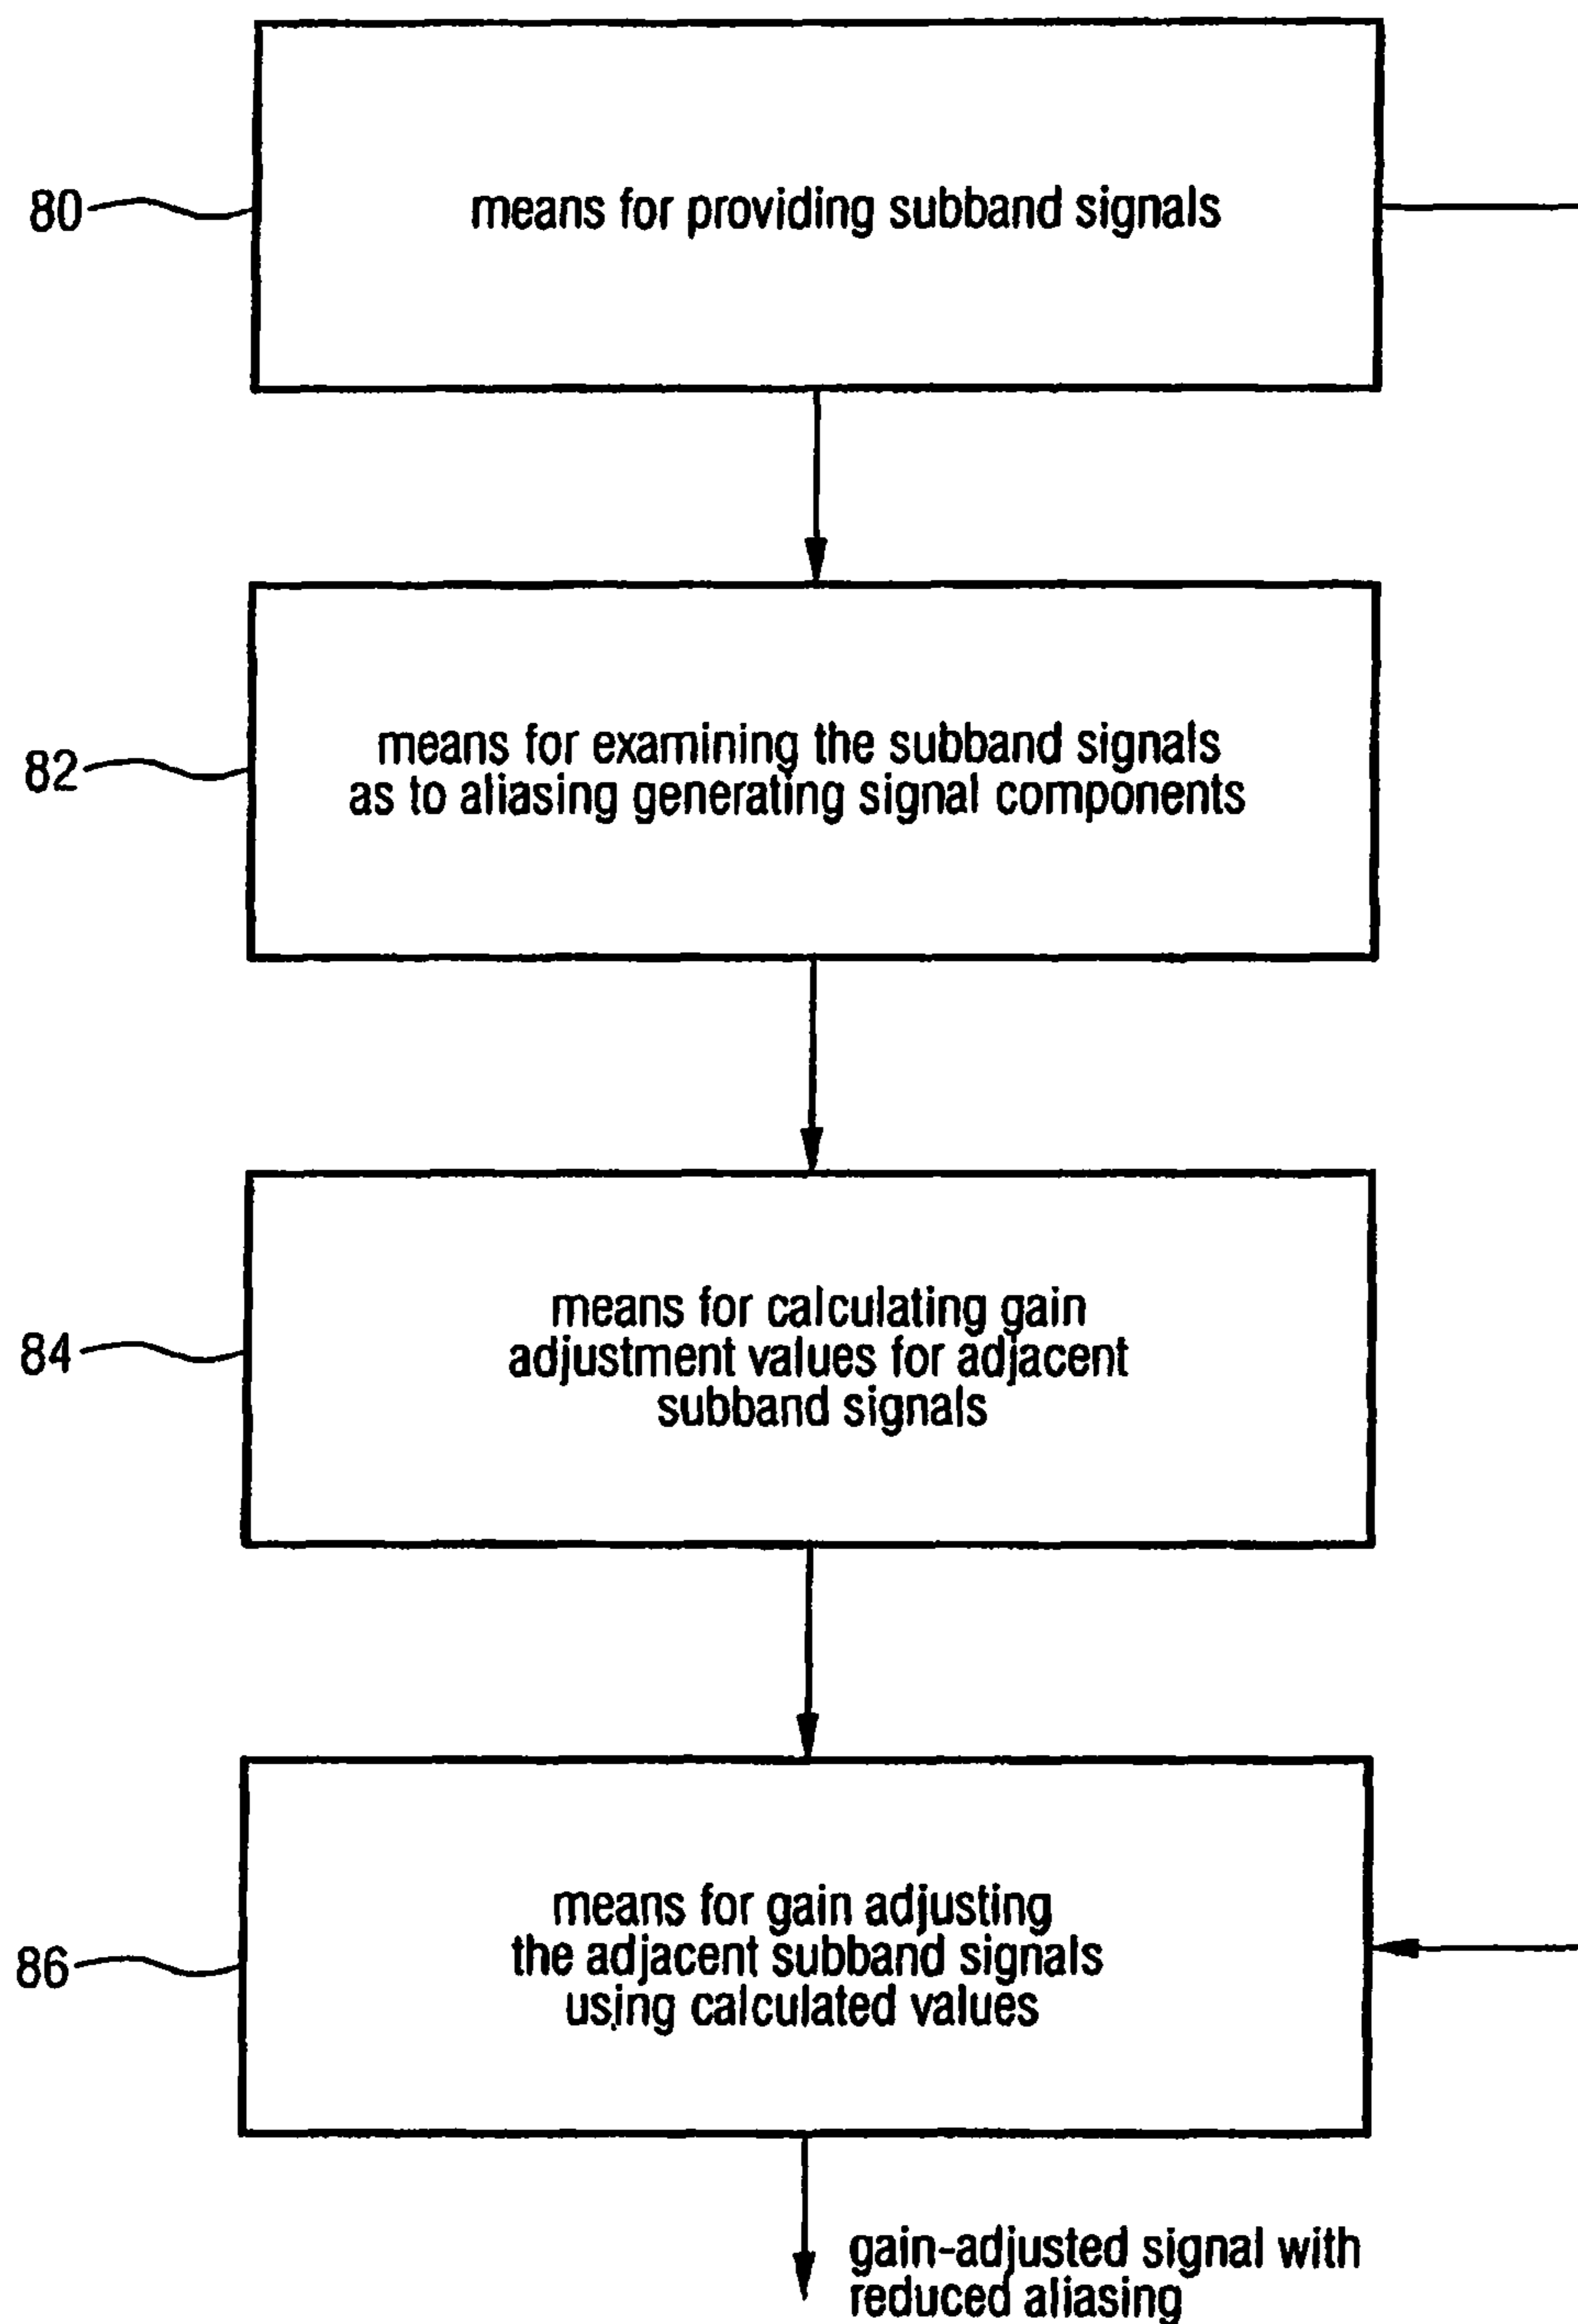 80
means for providing subband signals
82
means for examining the subband signals
as to aliasing generating signal components
84
means for calculating gain
adjustment values for adjacent
subband signals
86
means for gain adjusting
the adjacent subband signals
using calculated values
gain-adjusted signal with
reduced aliasing